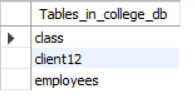 Tables_in_college_db
class
client12
employees